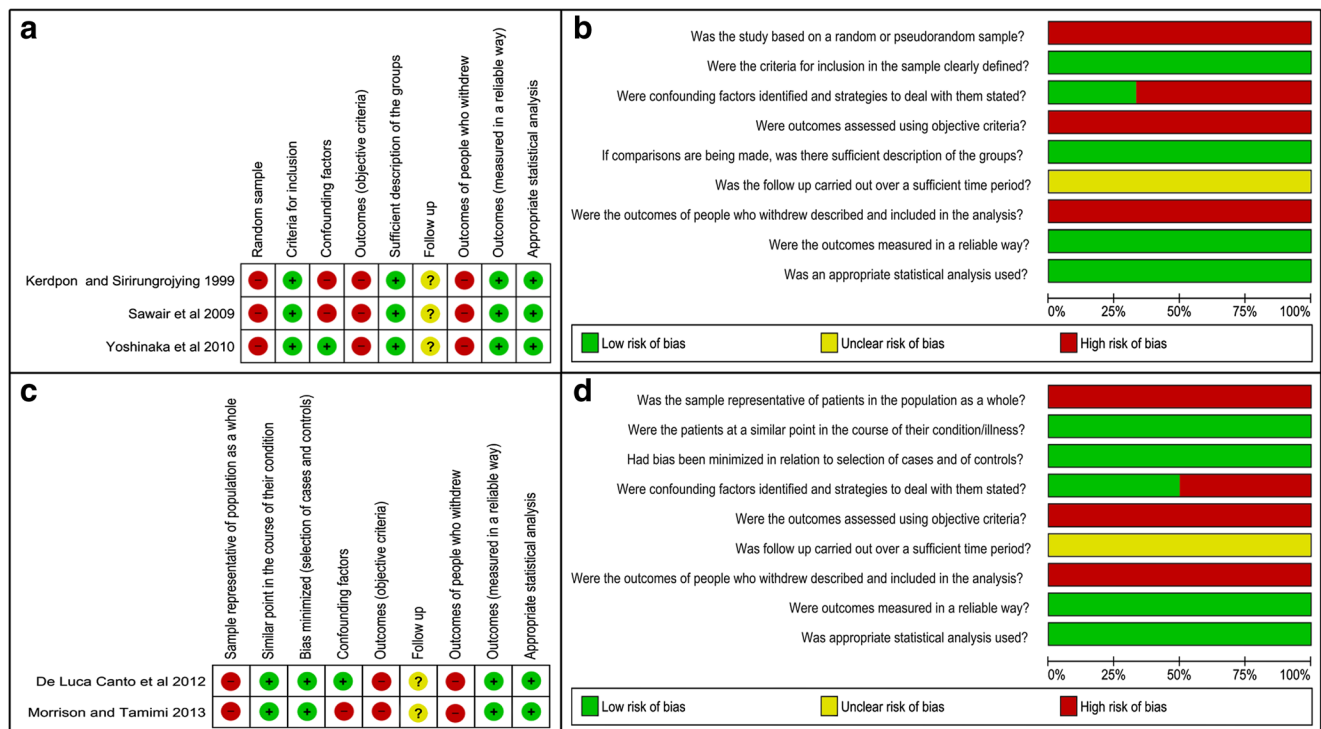 a
Random sample
Criteria for inclusion
Confounding factors
Outcomes (objective criteria)
Sufficient description of the groups
Follow up
Outcomes of people who withdrew
Outcomes (measured in a reliable way)
Appropriate statistical analysis
Kerdpon and Sirirungrojying 1999
- + - - + ? - + +
Sawair et al 2009
- + - - + ? - + +
Yoshinaka et al 2010
- + + - + ? - + +
b
Was the study based on a random or pseudorandom sample?
Were the criteria for inclusion in the sample clearly defined?
Were confounding factors identified and strategies to deal with them stated?
Were outcomes assessed using objective criteria?
If comparisons are being made, was there sufficient description of the groups?
Was the follow up carried out over a sufficient time period?
Were the outcomes of people who withdrew described and included in the analysis?
Were the outcomes measured in a reliable way?
Was an appropriate statistical analysis used?
0% 25% 50% 75% 100%
Low risk of bias
Unclear risk of bias
High risk of bias
c
Sample representative of population as a whole
Similar point in the course of their condition
Bias minimized (selection of cases and controls)
Confounding factors
Outcomes (objective criteria)
Follow up
Outcomes of people who withdrew
Outcomes (measured in a reliable way)
Appropriate statistical analysis
De Luca Canto et al 2012
- + + + - ? - + +
Morrison and Tamimi 2013
- + + - - ? - + +
d
Was the sample representative of patients in the population as a whole?
Were the patients at a similar point in the course of their condition/illness?
Had bias been minimized in relation to selection of cases and of controls?
Were confounding factors identified and strategies to deal with them stated?
Were the outcomes assessed using objective criteria?
Was follow up carried out over a sufficient time period?
Were the outcomes of people who withdrew described and included in the analysis?
Were outcomes measured in a reliable way?
Was appropriate statistical analysis used?
0% 25% 50% 75% 100%
Low risk of bias
Unclear risk of bias
High risk of bias